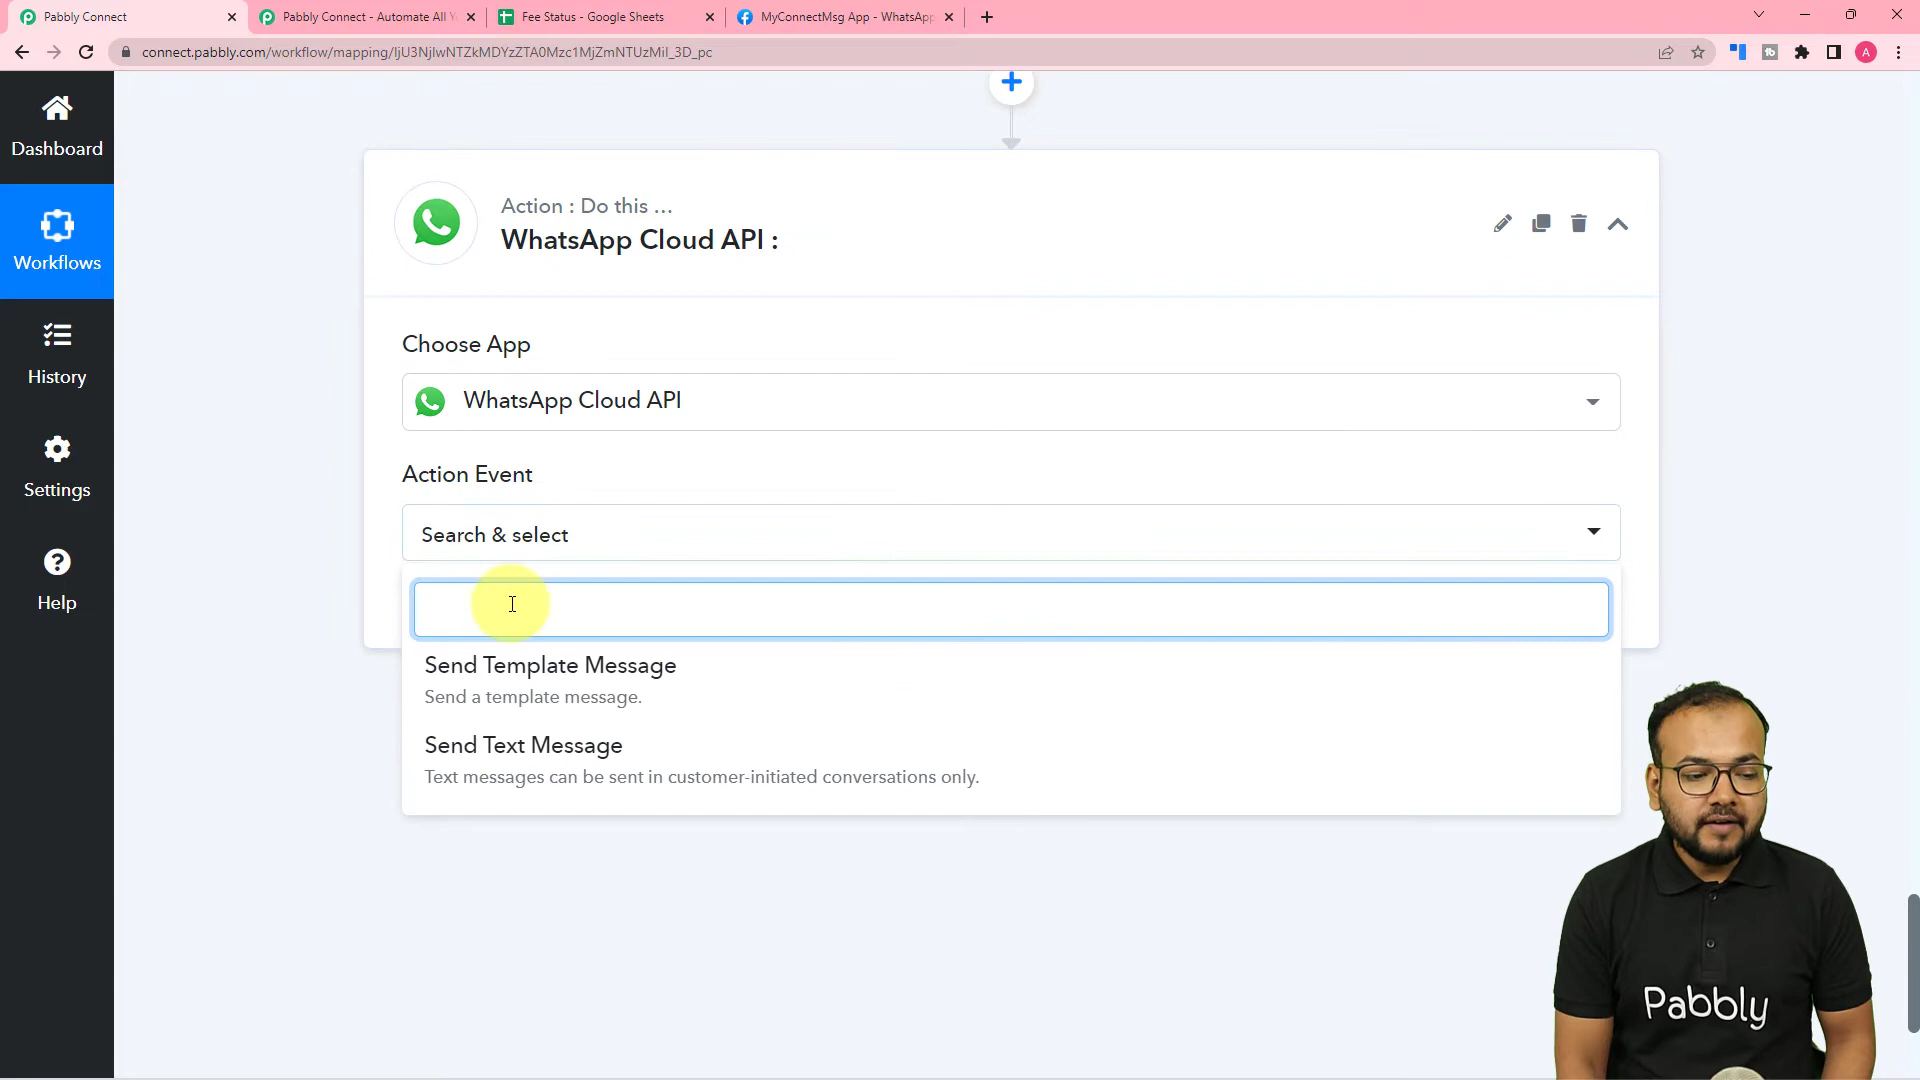 Pabbly Connect
Pabbly Connect - Automate All Y
Fee Status - Google Sheets
MyConnectMsg App - WhatsApp
connect.pabbly.com/workflow/mapping/IjU3NjIwNTZkMDYzZTA0Mzc1MjZmNTUzMiI_3D_pc
A
Dashboard
Workflows
History
Settings
Help
Action : Do this ...
WhatsApp Cloud API :
Choose App
WhatsApp Cloud API
Action Event
Search & select
Send Template Message
Send a template message.
Send Text Message
Text messages can be sent in customer-initiated conversations only.
Pabbly